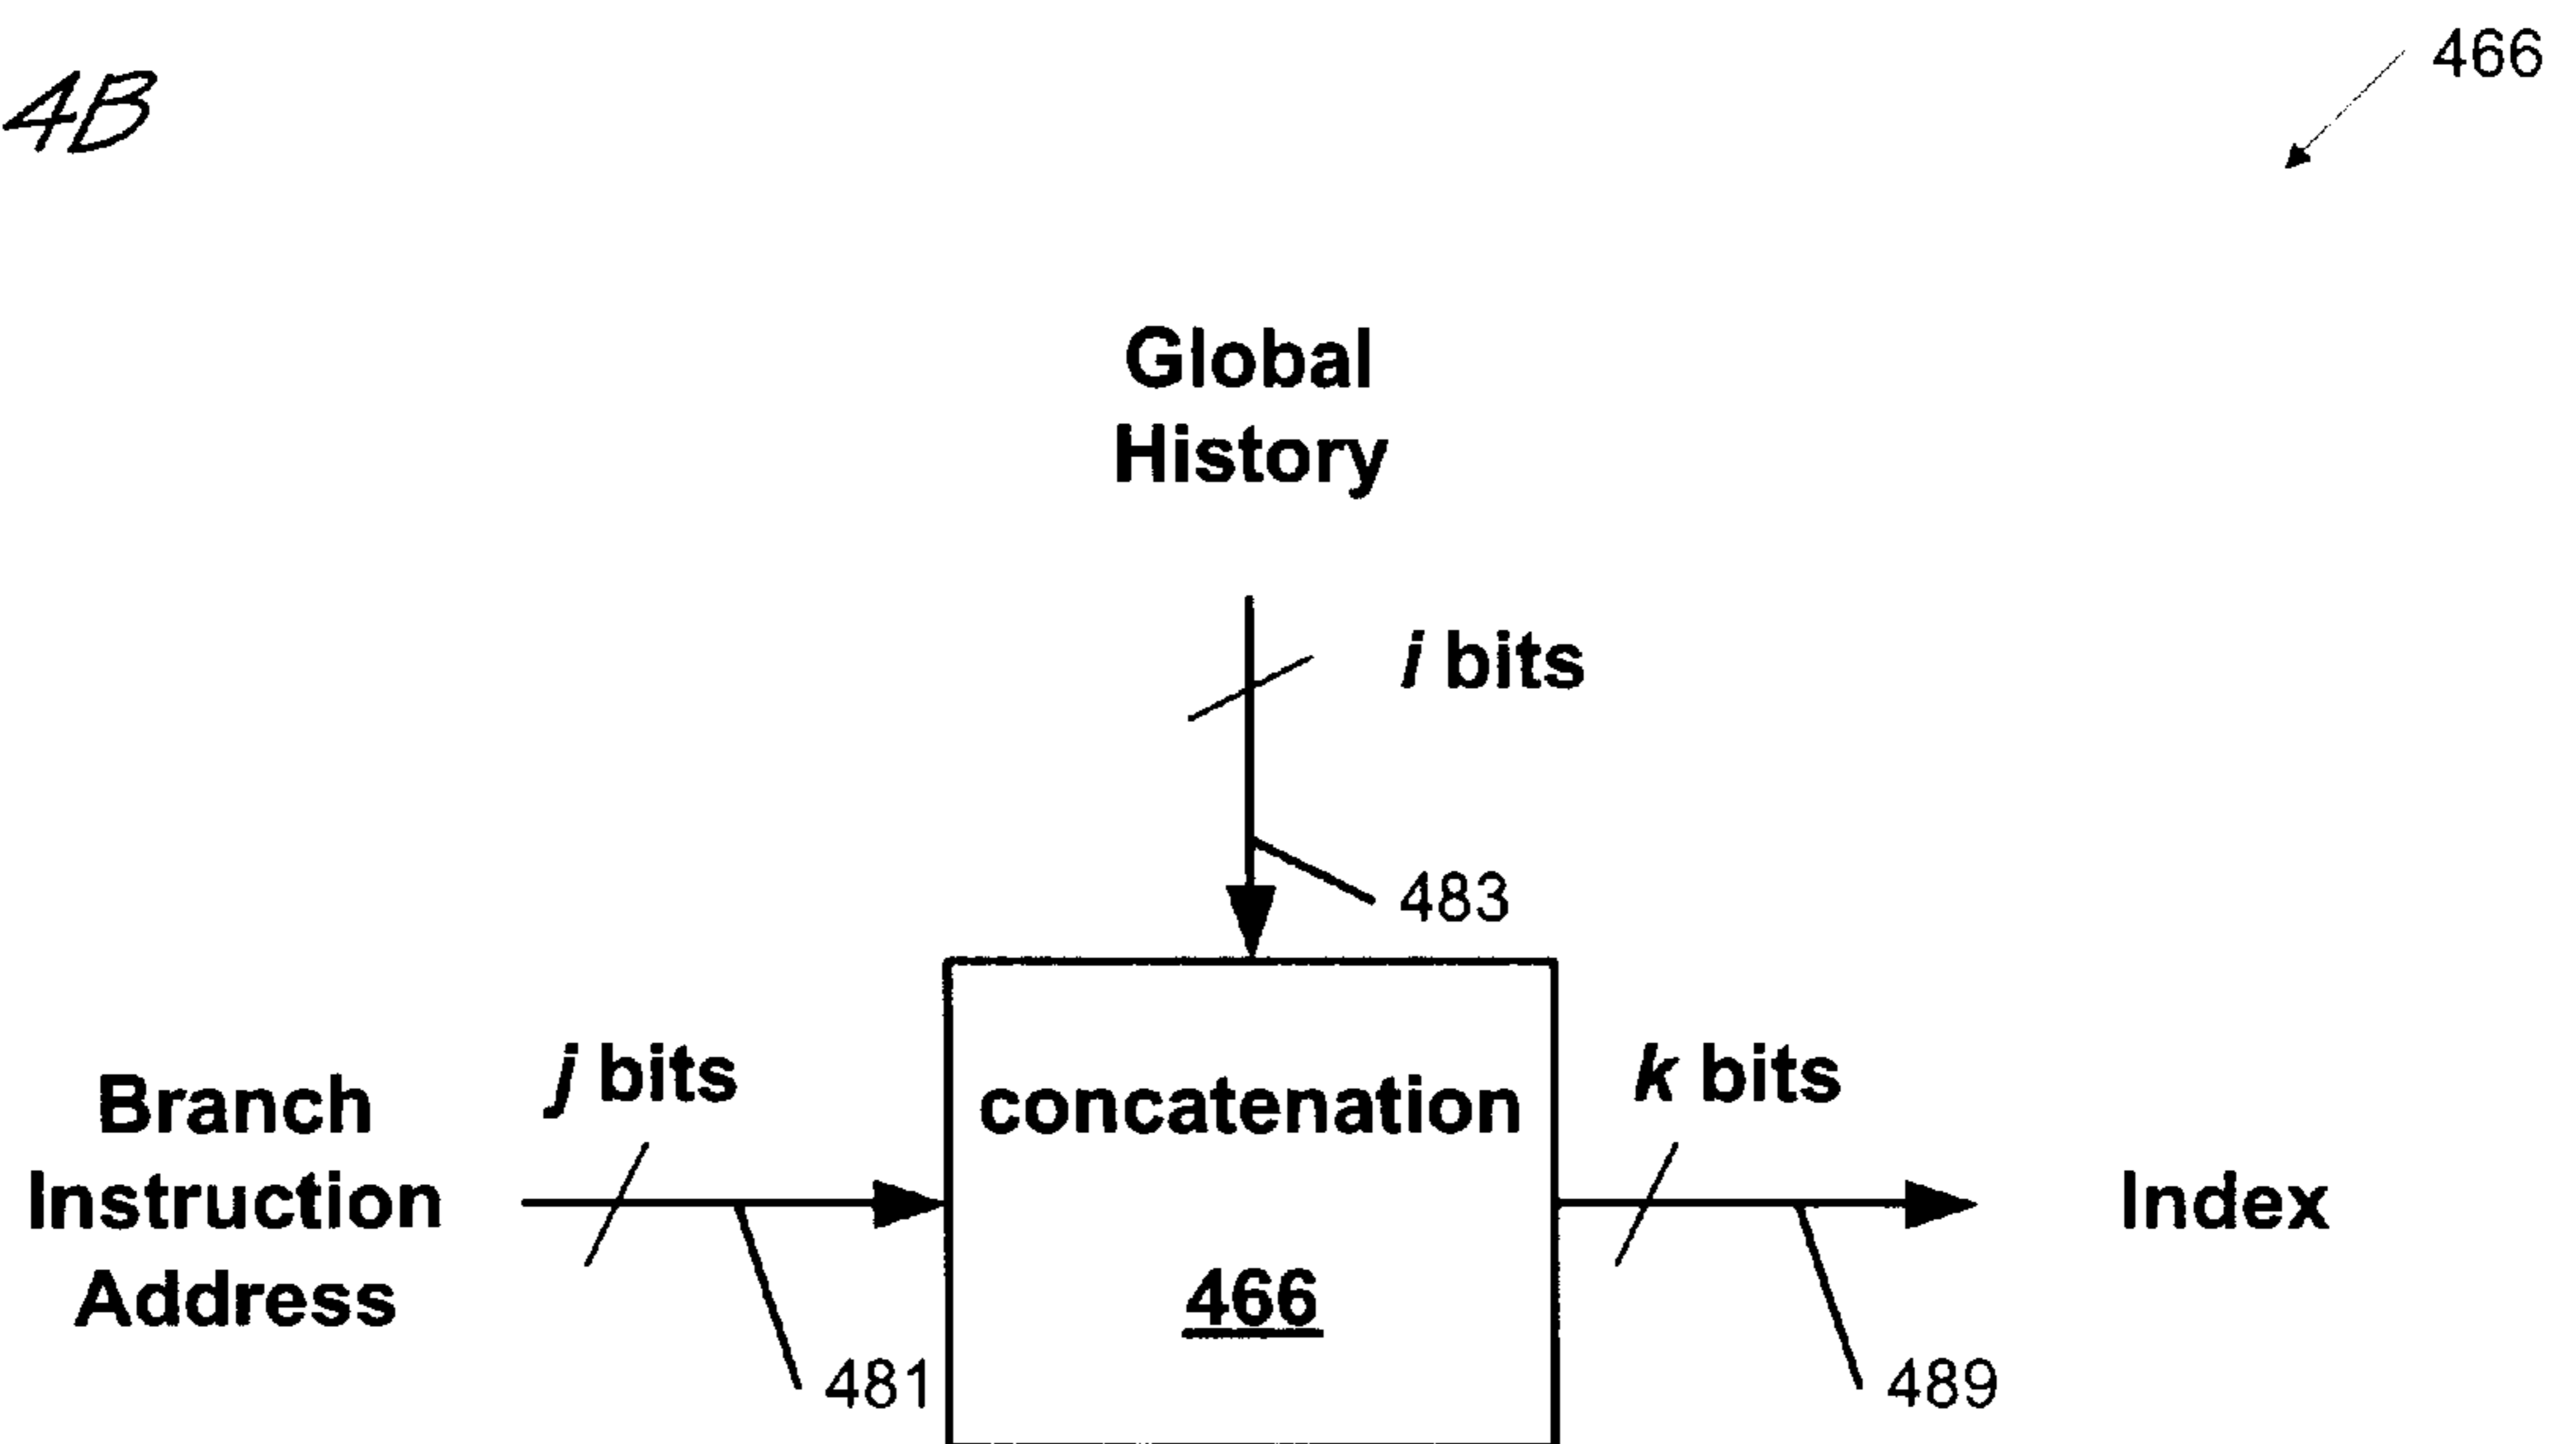 4B
466
Global
History
i bits
483
j bits
k bits
Branch
Instruction
Address
concatenation
466
Index
481
489